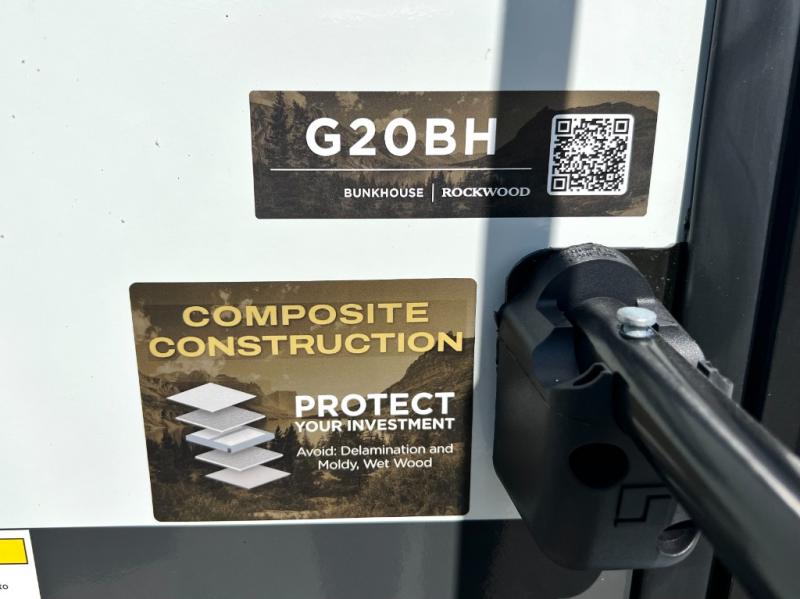 G20BH
BUNKHOUSE | ROCKWOOD
COMPOSITE
CONSTRUCTION
PROTECT
YOUR INVESTMENT
Avoid: Delamination and
Moldy, Wet Wood